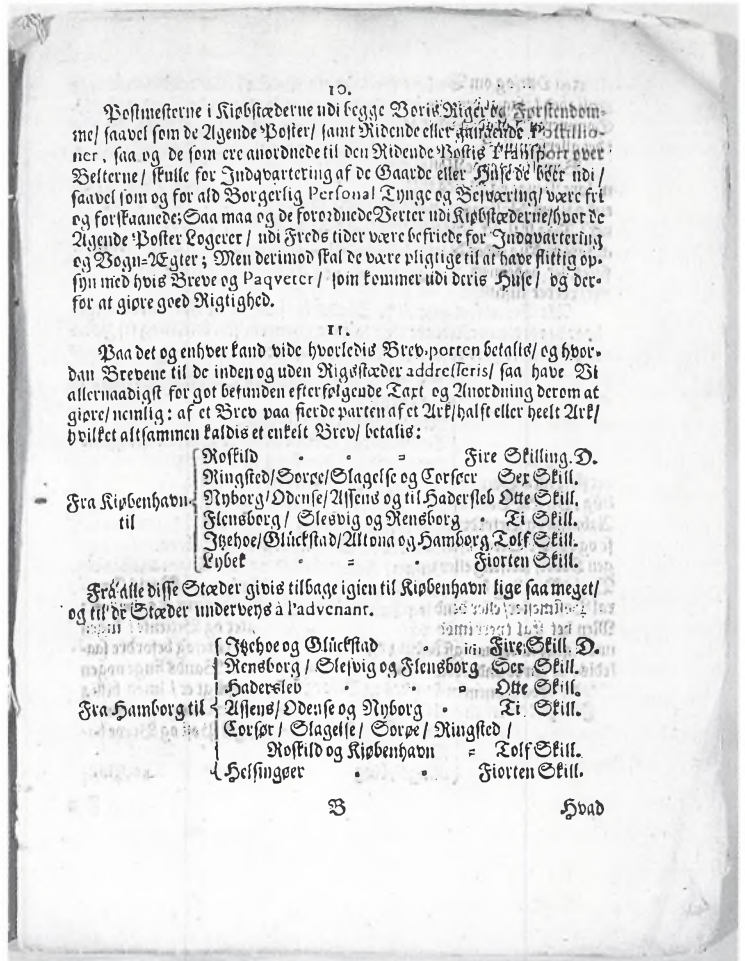 10.
Postmesterne i Kiøbstæderne udi begge Voris Riger og Førstendom-
me/ saavel som de Agende Poster/ samt Ridende eller gaaende Postillio-
ner, saa og de som ere anordnede til den Ridende Postis Transport over
Belterne/ skulle for Indqvartering af de Gaarde eller Huse de boer udi/
saavel som og for ald Borgerlig Personal Tynge og Besværing/ være fri
og forskaanede; Saa maa og de forordnede Verter udi Kiøbstæderne/ hvor de
Agende Poster Logerer/ udi Freds tider være befriede for Indqvartering
og Vogn-Ægter; Men derimod skal de være pligtige til at have flittig op-
syn med hvis Breve og Paqveter/ som kommer udi deris Huse/ og der-
for at giøre goed Rigtighed.
11.
Paa det og enhver kand vide hvorledis Brev-porten betalis/ og hvor-
dan Brevene til de inden og uden Rigsstæder addresseris/ saa have Vi
allernaadigst for got befunden efterfølgende Taxt og Anordning derom at
giøre/ nemlig: af et Brev paa fierde parten af et Ark/ halft eller heelt Ark/
hvilket altsammen kaldis et enkelt Brev/ betalis:
Fra Kiøbenhavn til
Roskild - - = Fire Skilling. D.
Ringsted/ Sorøe/ Slagelse og Corsøer Sex Skill.
Nyborg/ Odense/ Assens og til Hadersleb Otte Skill.
Flensborg/ Slesvig og Rensborg - Ti Skill.
Itzehoe/ Glückstad/ Altona og Hamborg Tolf Skill.
Lybek - = - Fiorten Skill.
Fra alle disse Stæder givis tilbage igien til Kiøbenhavn lige saa meget/
og til de Stæder underveys à l'advenant.
Fra Hamborg til
Itzehoe og Glückstad - Fire Skill. D.
Rensborg/ Slesvig og Flensborg Sex Skill.
Hadersleb - - - Otte Skill.
Assens/ Odense og Nyborg - Ti Skill.
Corsør/ Slagelse/ Sorøe/ Ringsted/
Roskild og Kiøbenhavn = Tolf Skill.
Helsingøer - - Fiorten Skill.
B Hvad